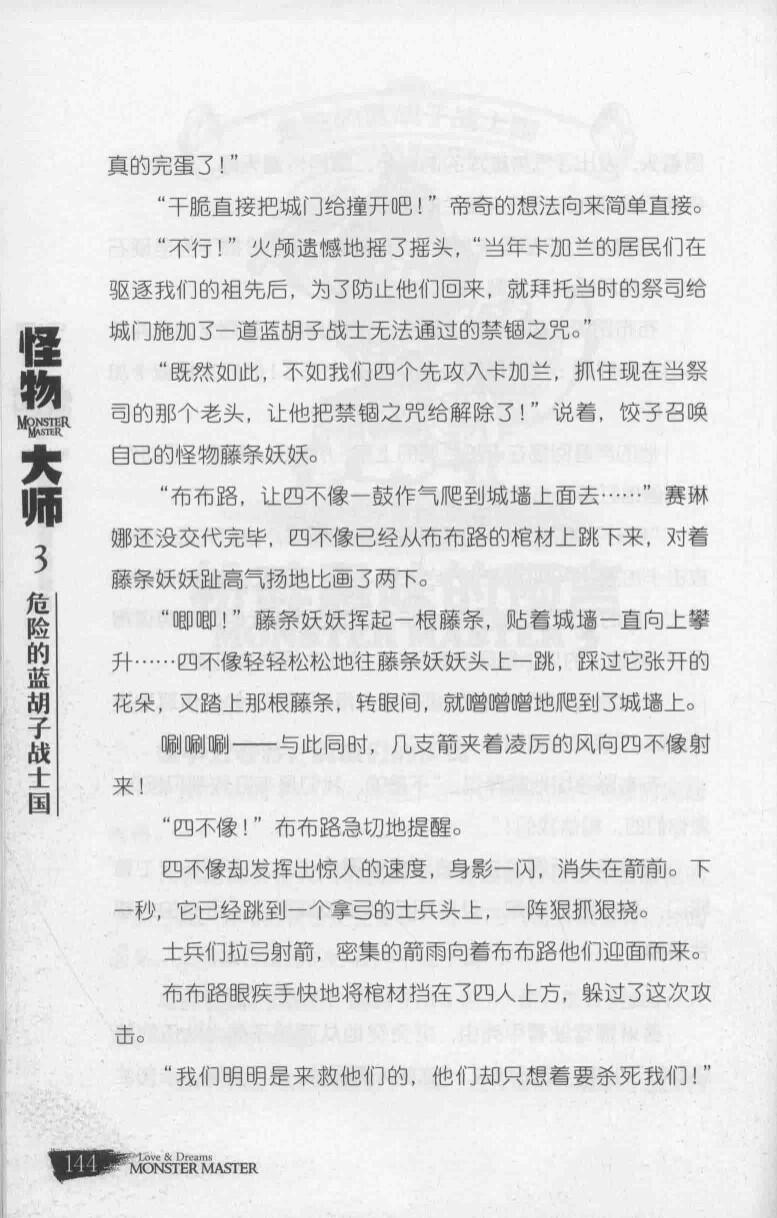 真的完蛋了！”
“干脆直接把城门给撞开吧！”帝奇的想法向来简单直接。
“不行！”火颅遗憾地摇了摇头，“当年卡加兰的居民们在
驱逐我们的祖先后，为了防止他们回来，就拜托当时的祭司给
城门施加了一道蓝胡子战士无法通过的禁锢之咒。”
“既然如此，不如我们四个先攻入卡加兰，抓住现在当祭
司的那个老头，让他把禁锢之咒给解除了！”说着，饺子召唤
自己的怪物藤条妖妖。
“布布路，让四不像一鼓作气爬到城墙上面去……”赛琳
娜还没交代完毕，四不像已经从布布路的棺材上跳下来，对着
藤条妖妖趾高气扬地比画了两下。
“唧唧！”藤条妖妖挥起一根藤条，贴着城墙一直向上攀
升……四不像轻轻松松地往藤条妖妖头上一跳，踩过它张开的
花朵，又踏上那根藤条，转眼间，就噌噌噌地爬到了城墙上。
唰唰唰——与此同时，几支箭夹着凌厉的风向四不像射
来！
“四不像！”布布路急切地提醒。
四不像却发挥出惊人的速度，身影一闪，消失在箭前。下
一秒，它已经跳到一个拿弓的士兵头上，一阵狠抓狠挠。
士兵们拉弓射箭，密集的箭雨向着布布路他们迎面而来。
布布路眼疾手快地将棺材挡在了四人上方，躲过了这次攻
击。
“我们明明是来救他们的，他们却只想着要杀死我们！”
怪物
MONSTER
MASTER
大师
3
危险的蓝胡子战士国
144
Love & Dreams
MONSTER MASTER